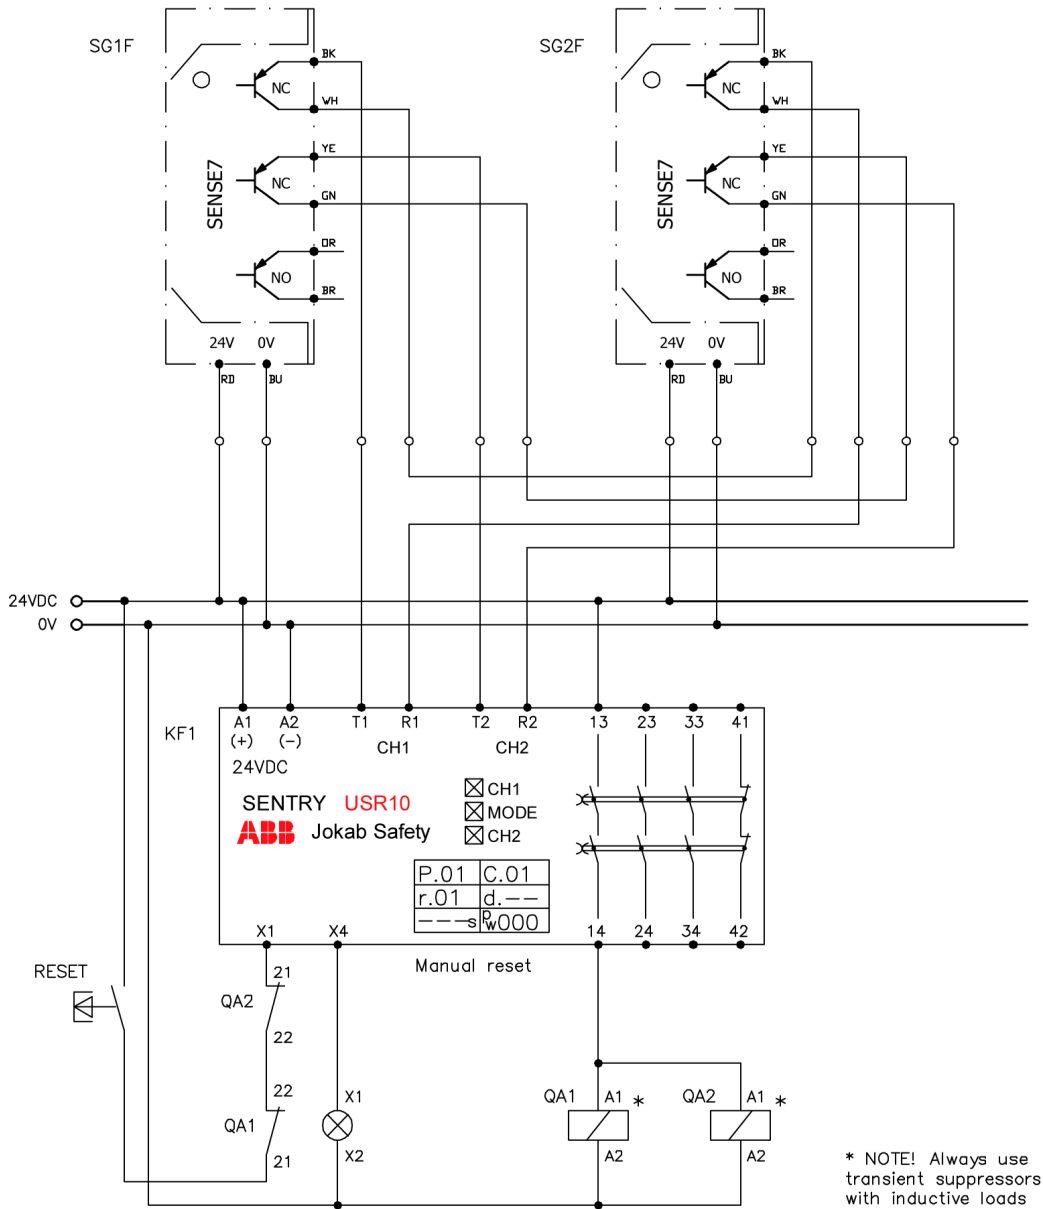 SG1F
SG2F
BK
NC
WH
YE
NC
GN
OR
NO
BR
SENSE7
24V 0V
RD BU
BK
NC
WH
YE
NC
GN
OR
NO
BR
SENSE7
24V 0V
RD BU
24VDC
0V
KF1
A1 A2 T1 R1 T2 R2 13 23 33 41
(+) (-) CH1 CH2
24VDC
SENTRY USR10
ABB Jokab Safety
CH1
MODE
CH2
P.01 C.01
r.01 d.--
---s pw000
X1 X4 14 24 34 42
Manual reset
RESET
21
QA2
22
22
QA1
21
X1
X2
QA1 A1 *
A2
QA2 A1 *
A2
* NOTE! Always use
transient suppressors
with inductive loads